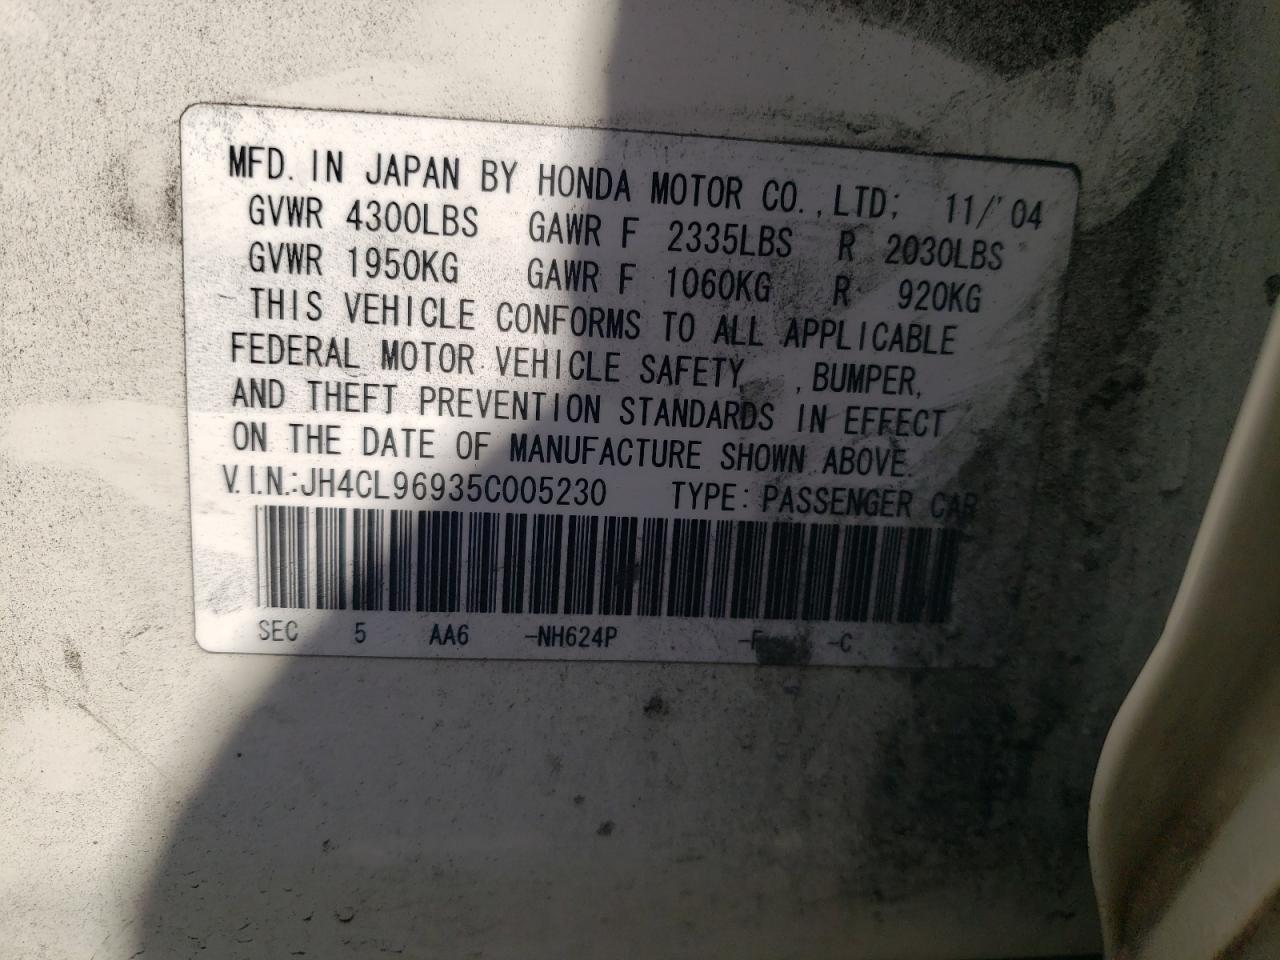 MFD. IN JAPAN BY HONDA MOTOR CO.,LTD; 11/'04
GVWR 4300LBS GAWR F 2335LBS R 2030LBS
GVWR 1950KG GAWR F 1060KG R 920KG
THIS VEHICLE CONFORMS TO ALL APPLICABLE
FEDERAL MOTOR VEHICLE SAFETY , BUMPER,
AND THEFT PREVENTION STANDARDS IN EFFECT
ON THE DATE OF MANUFACTURE SHOWN ABOVE.
V.I.N.:JH4CL96935C005230 TYPE: PASSENGER CAR
SEC 5 AA6 -NH624P -F -C